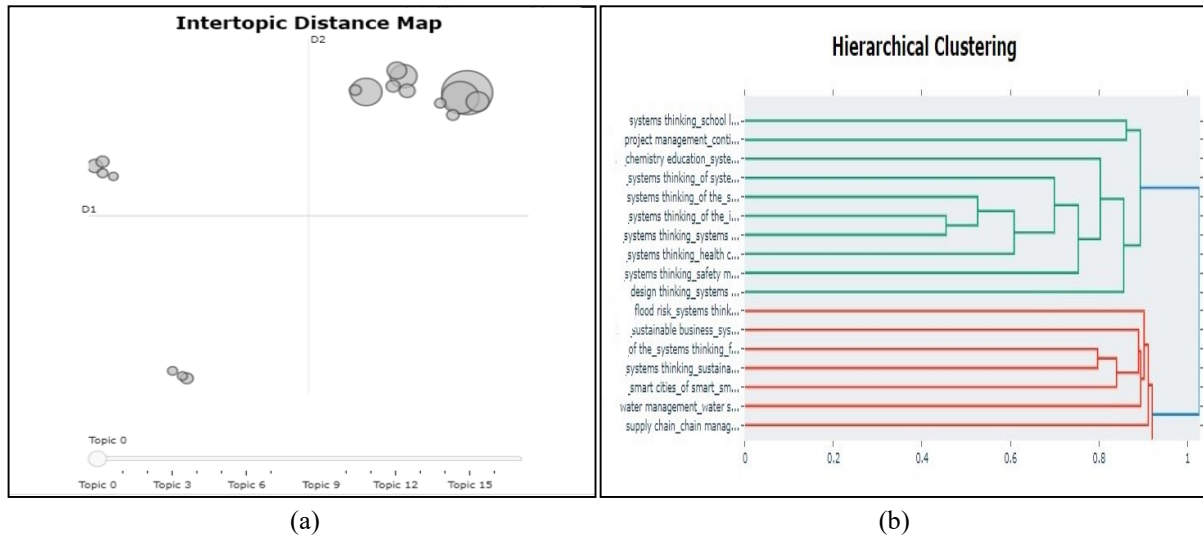 Intertopic Distance Map
D2
D1
Topic 0
Topic 0 Topic 3 Topic 6 Topic 9 Topic 12 Topic 15
(a)
Hierarchical Clustering
systems thinking_school l...
project management_conti...
chemistry education_syste...
systems thinking_of syste...
systems thinking_of the_s...
systems thinking_of the_i...
systems thinking_systems ...
systems thinking_health c...
systems thinking_safety m...
design thinking_systems ...
flood risk_systems think...
sustainable business_sys...
of the_systems thinking_f...
systems thinking_sustaina...
smart cities_of smart_sm...
water management_water s...
supply chain_chain manag...
0 0.2 0.4 0.6 0.8 1
(b)